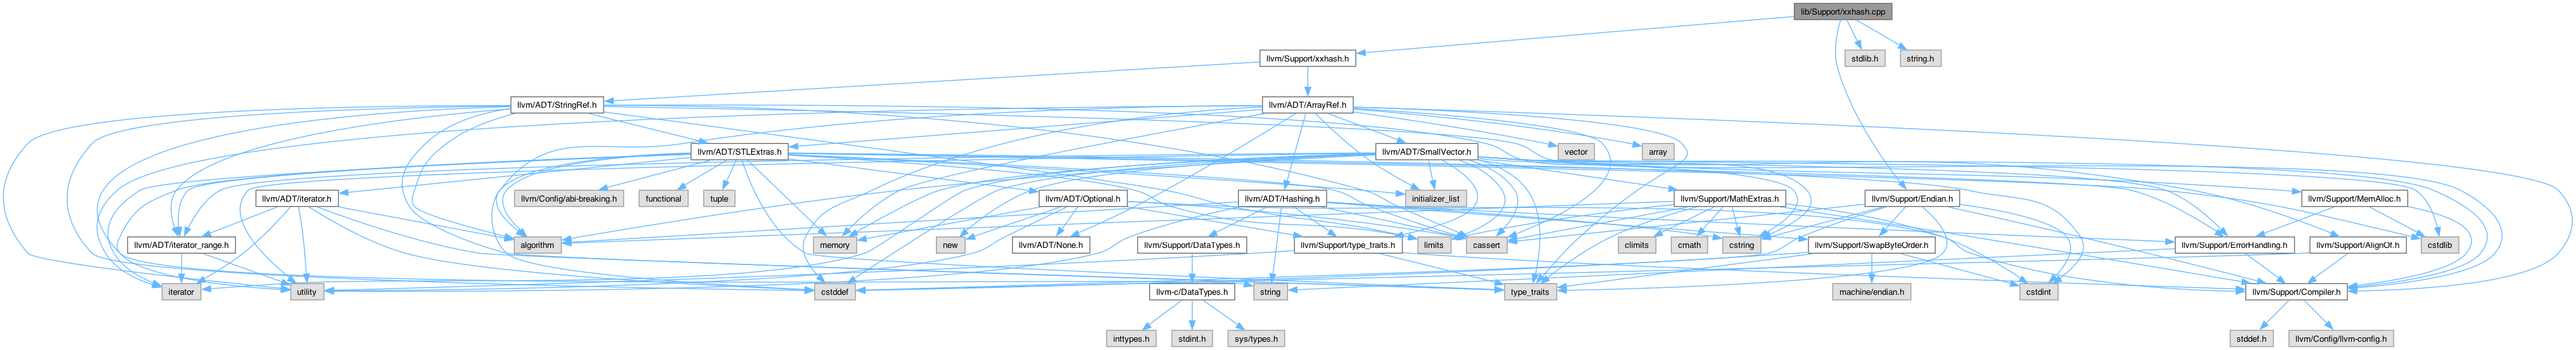 lib/Support/xxhash.cpp
llvm/Support/xxhash.h
stdlib.h
string.h
llvm/ADT/StringRef.h
llvm/ADT/ArrayRef.h
llvm/ADT/STLExtras.h
llvm/ADT/SmallVector.h
vector
array
llvm/ADT/iterator.h
llvm/Config/abi-breaking.h
functional
tuple
llvm/ADT/Optional.h
initializer_list
llvm/ADT/Hashing.h
llvm/Support/MathExtras.h
llvm/Support/Endian.h
llvm/Support/MemAlloc.h
llvm/ADT/iterator_range.h
algorithm
memory
new
llvm/ADT/None.h
llvm/Support/DataTypes.h
llvm/Support/type_traits.h
limits
cassert
climits
cmath
cstring
llvm/Support/SwapByteOrder.h
llvm/Support/ErrorHandling.h
llvm/Support/AlignOf.h
cstdlib
iterator
utility
cstddef
llvm-c/DataTypes.h
string
type_traits
machine/endian.h
cstdint
llvm/Support/Compiler.h
inttypes.h
stdint.h
sys/types.h
stddef.h
llvm/Config/llvm-config.h